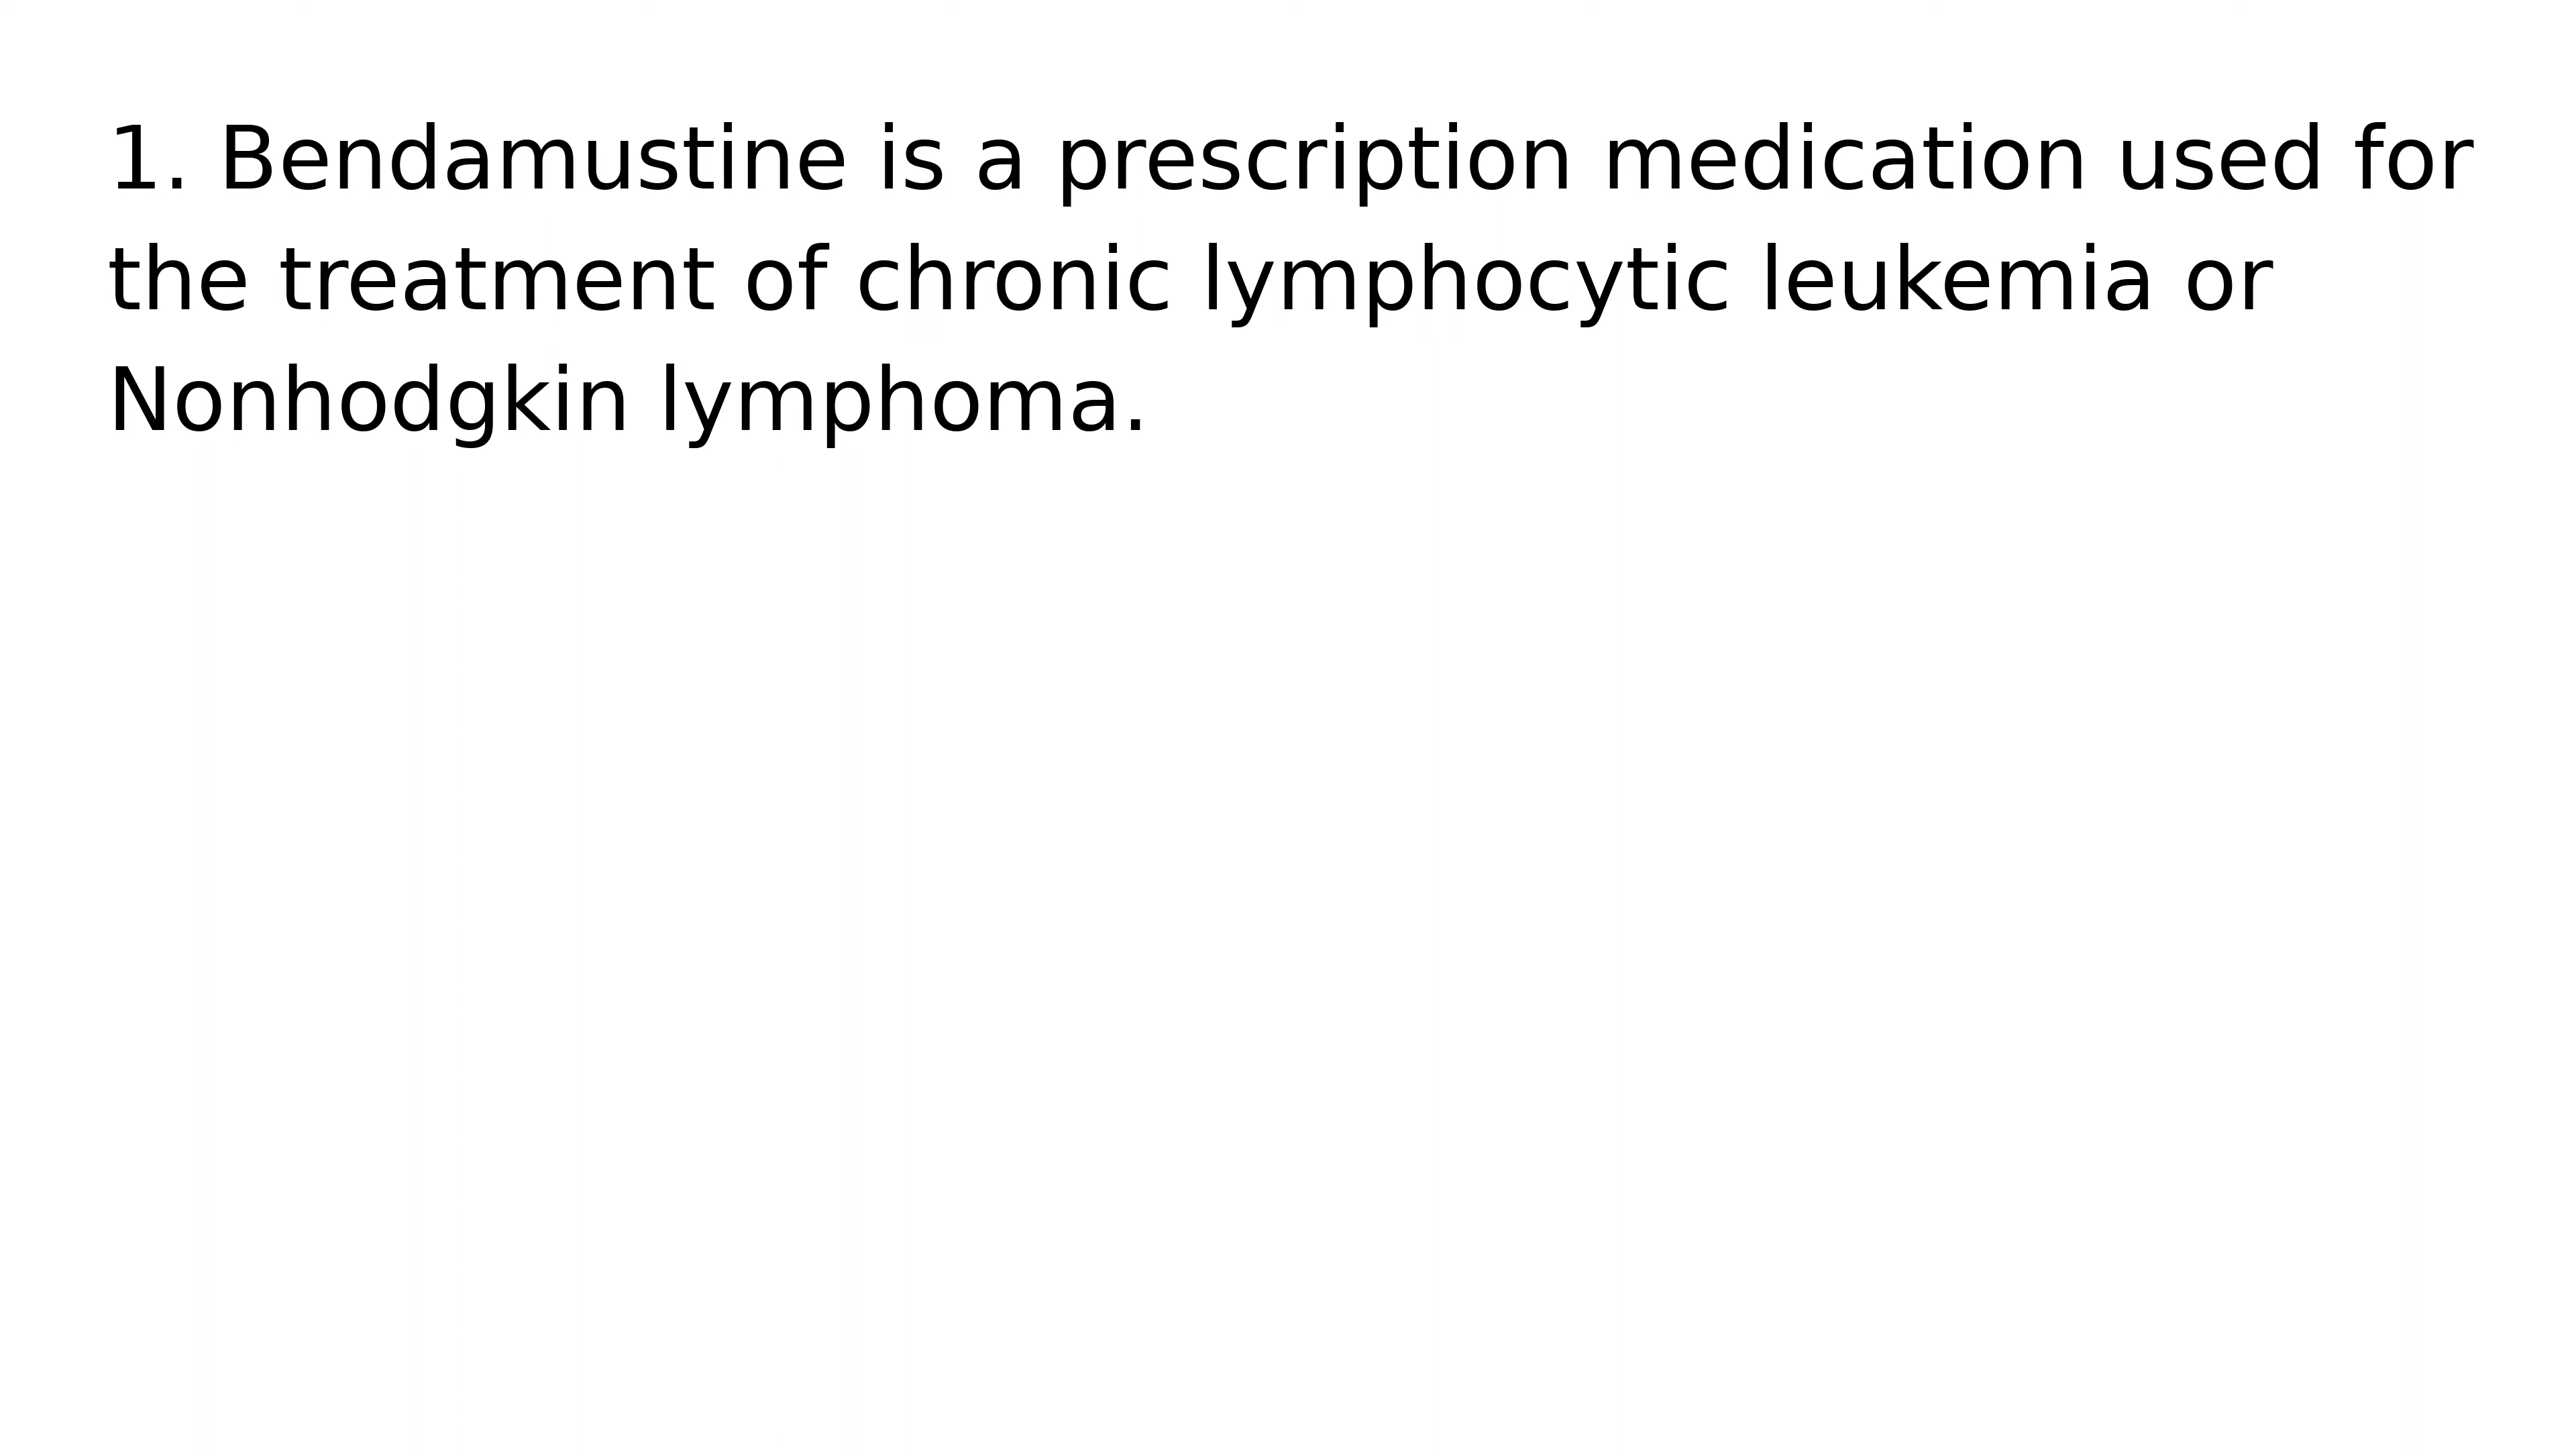 1. Bendamustine is a prescription medication used for
the treatment of chronic lymphocytic leukemia or
Nonhodgkin lymphoma.